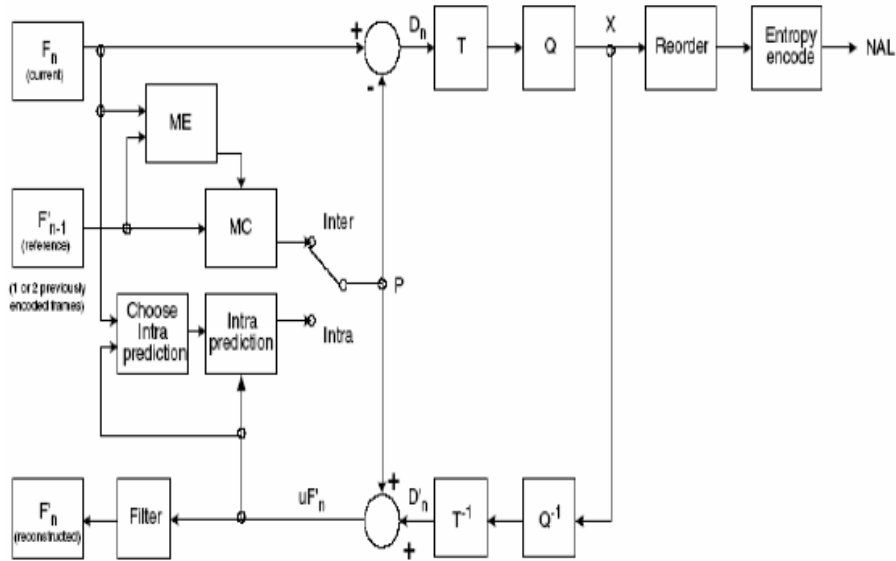 Fn
(current)
+
-
Dn
T
Q
X
Reorder
Entropy
encode
NAL
ME
F'n-1
(reference)
(1 or 2 previously
encoded frames)
MC
Inter
P
Choose
Intra
prediction
Intra
prediction
Intra
F'n
(reconstructed)
Filter
uF'n
+
+
D'n
T-1
Q-1